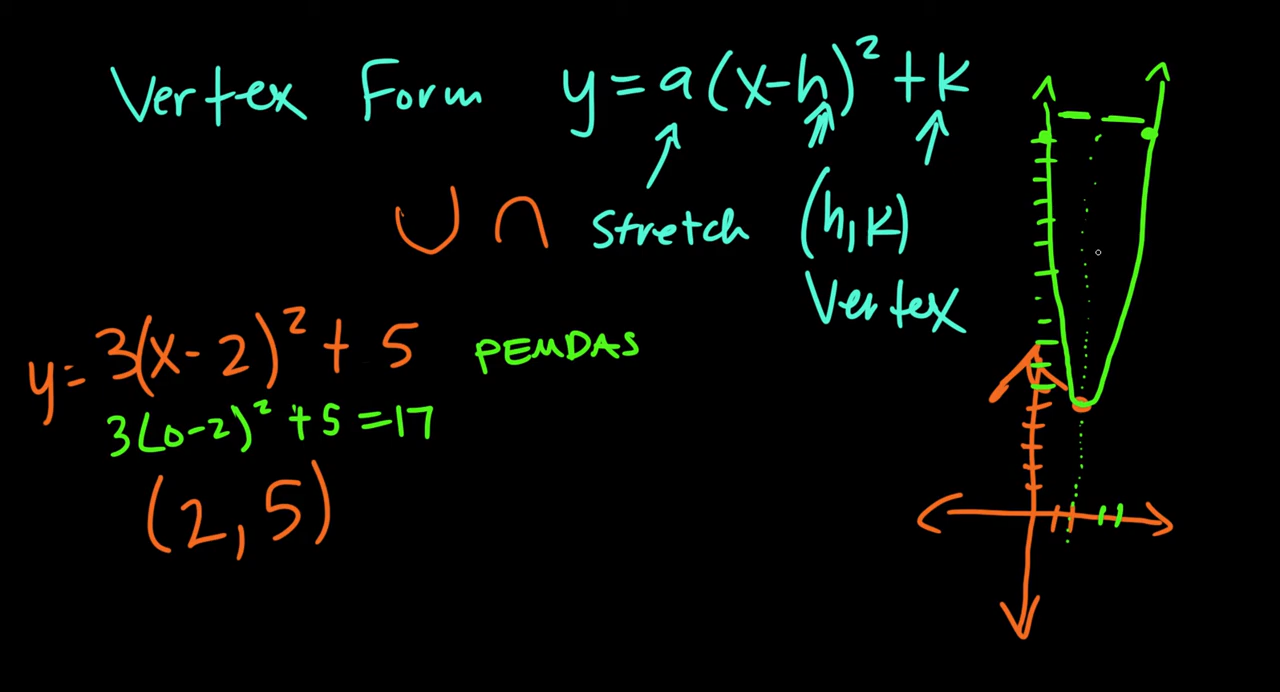 Vertex Form y = a(x-h)² + k
Stretch (h,k)
Vertex
y = 3(x-2)² + 5 PEMDAS
3(0-2)² + 5 = 17
(2,5)